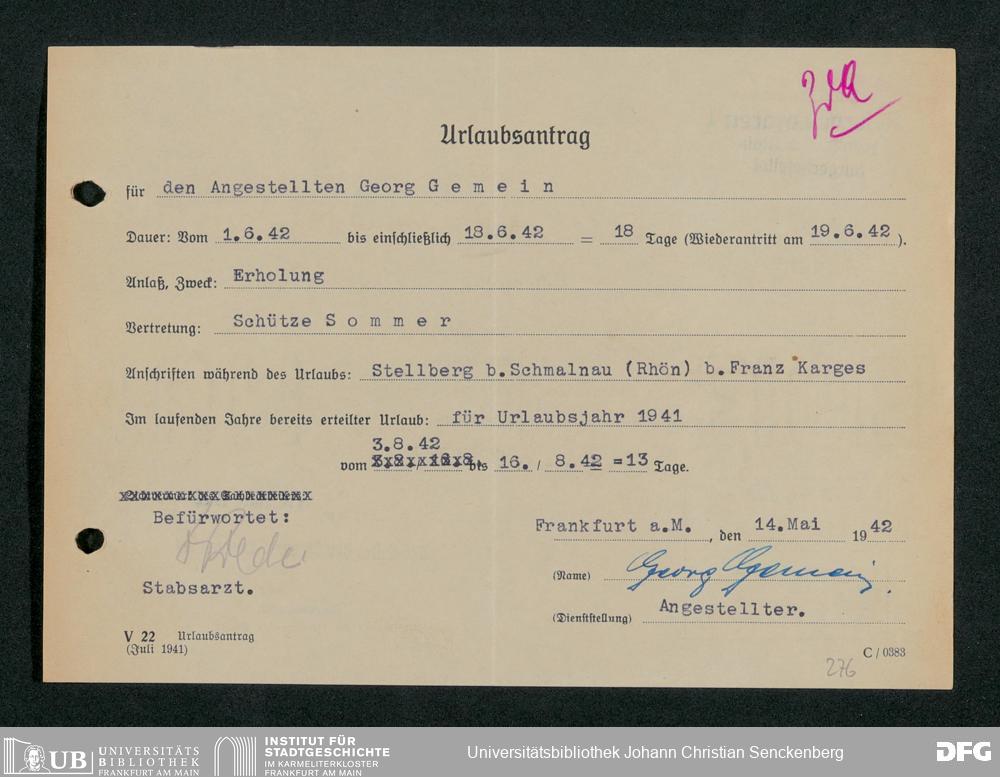 ZdA
Urlaubsantrag
für den Angestellten Georg G e m e i n
Dauer: Vom 1.6.42 bis einschließlich 18.6.42 = 18 Tage (Wiederantritt am 19.6.42 ).
Anlaß, Zweck: Erholung
Vertretung: Schütze S o m m e r
Anschriften während des Urlaubs: Stellberg b.Schmalnau (Rhön) b.Franz Karges
Im laufenden Jahre bereits erteilter Urlaub: für Urlaubsjahr 1941
3.8.42
vom bis 16. / 8.42 =13 Tage.
Befürwortet:
Stabsarzt.
Frankfurt a.M. , den 14.Mai 1942
(Name) Georg Gemein.
(Dienststellung) Angestellter.
V 22 Urlaubsantrag
(Juli 1941)
C / 0383
276
UB UNIVERSITÄTS
BIBLIOTHEK
FRANKFURT AM MAIN
INSTITUT FÜR
STADTGESCHICHTE
IM KARMELITERKLOSTER
FRANKFURT AM MAIN
Universitätsbibliothek Johann Christian Senckenberg
DFG